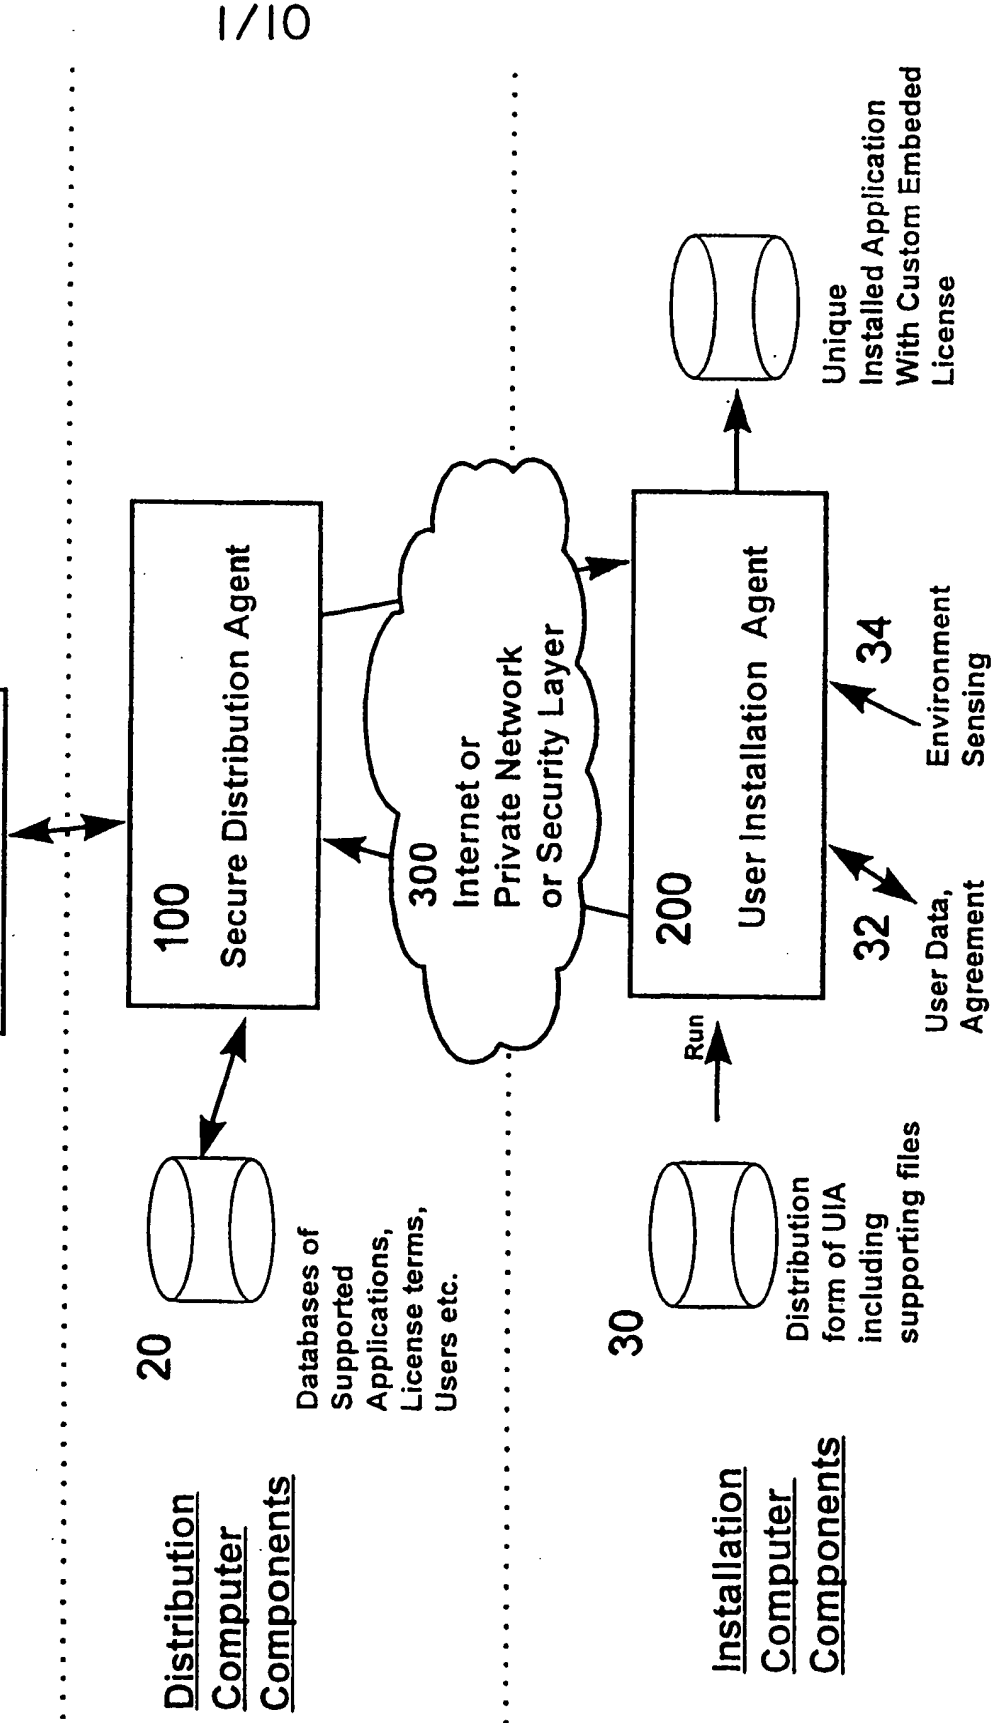 1/10
Distribution
Computer
Components
20
Databases of
Supported
Applications,
License terms,
Users etc.
100
Secure Distribution Agent
300
Internet or
Private Network
or Security Layer
Installation
Computer
Components
30
Distribution
form of UIA
including
supporting files
Run
200
User Installation Agent
32
User Data,
Agreement
34
Environment
Sensing
Unique
Installed Application
With Custom Embeded
License